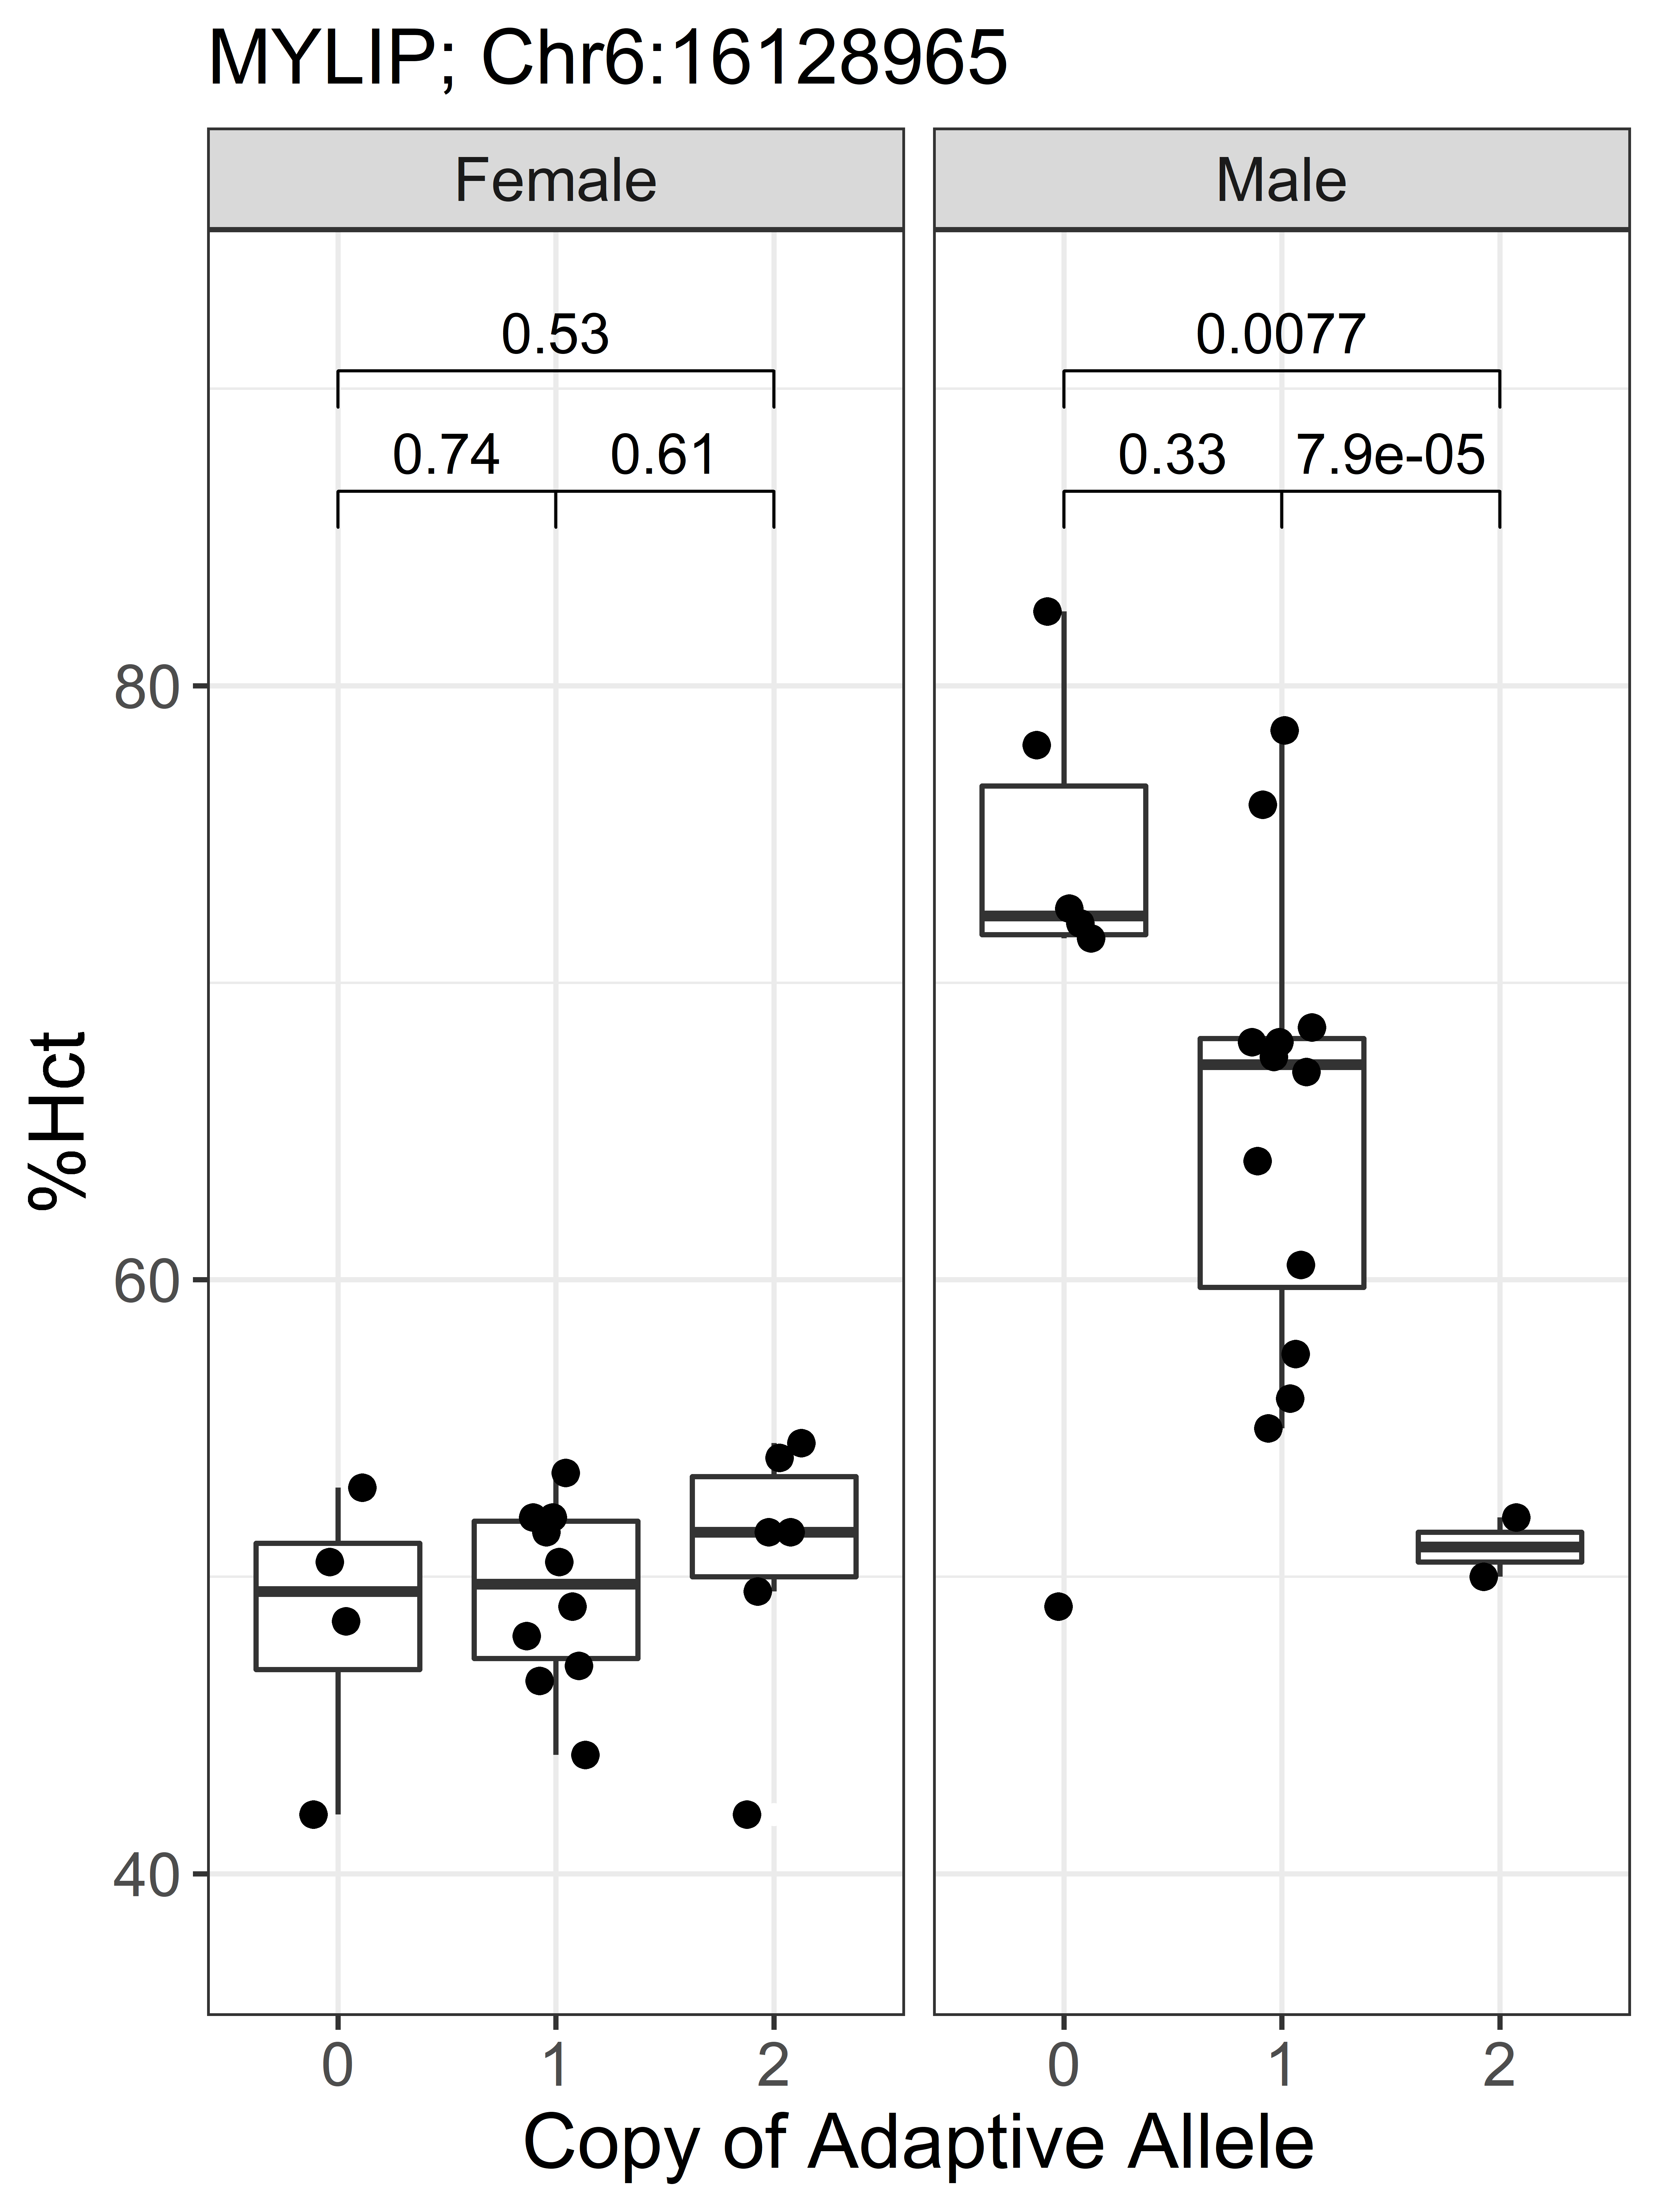 MYLIP; Chr6:16128965
Female
Male
0.53
0.0077
0.74
0.61
0.33
7.9e-05
80
60
40
%Hct
0
1
2
0
1
2
Copy of Adaptive Allele